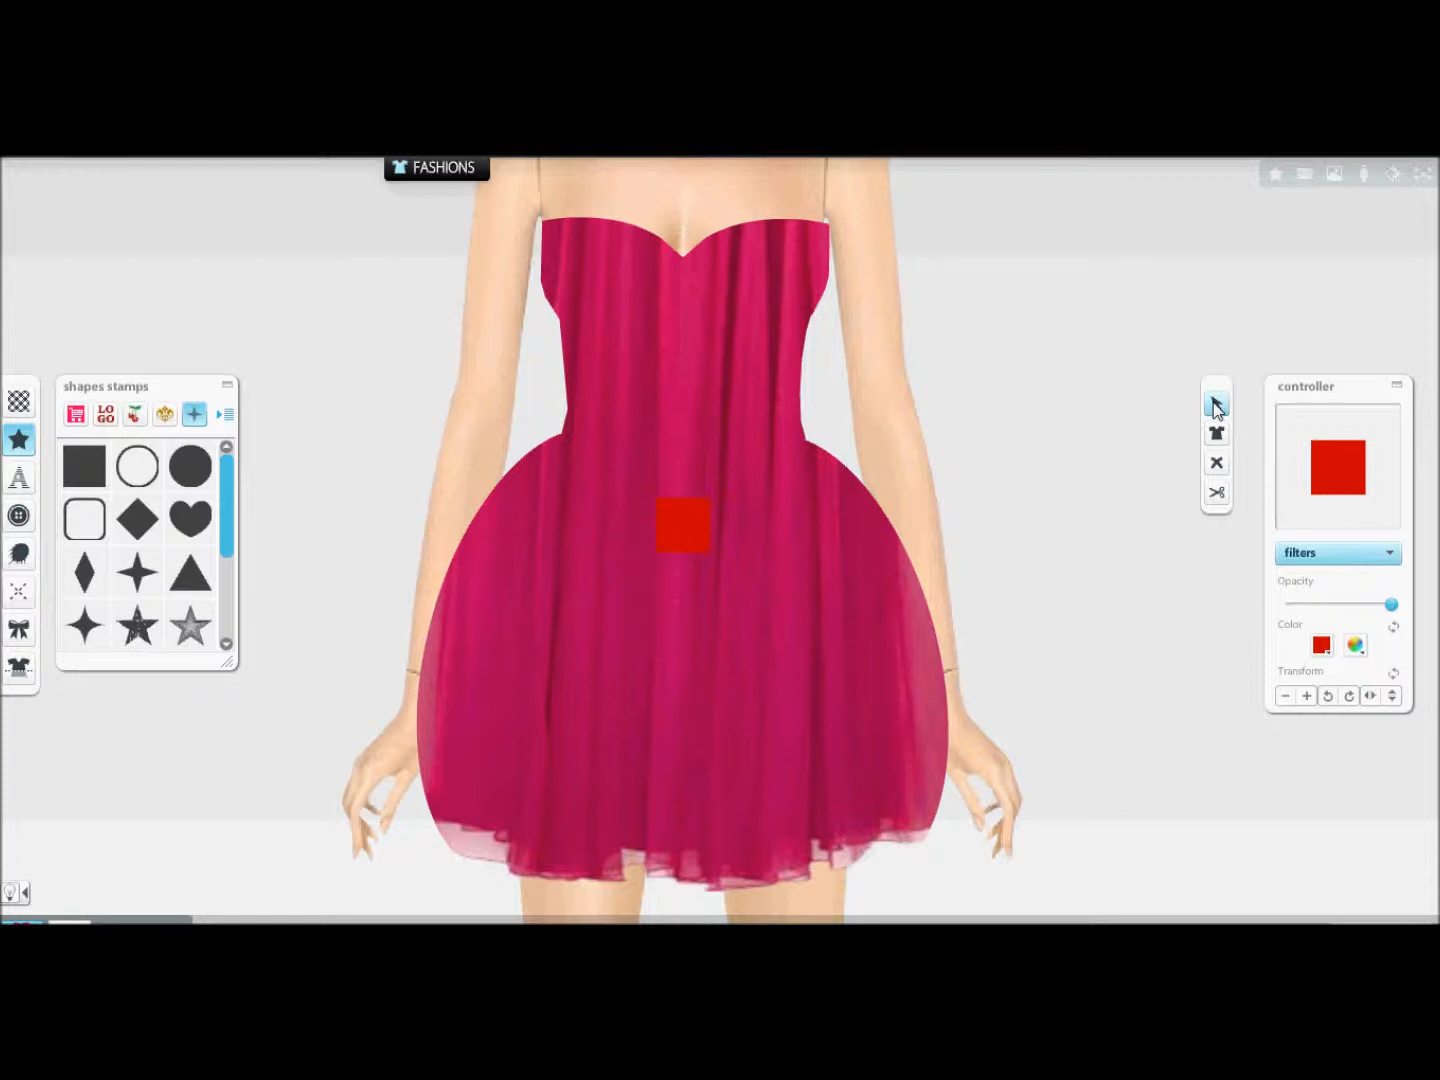 FASHIONS
shapes stamps
LO
GO
A
controller
filters
Opacity
Color
Transform